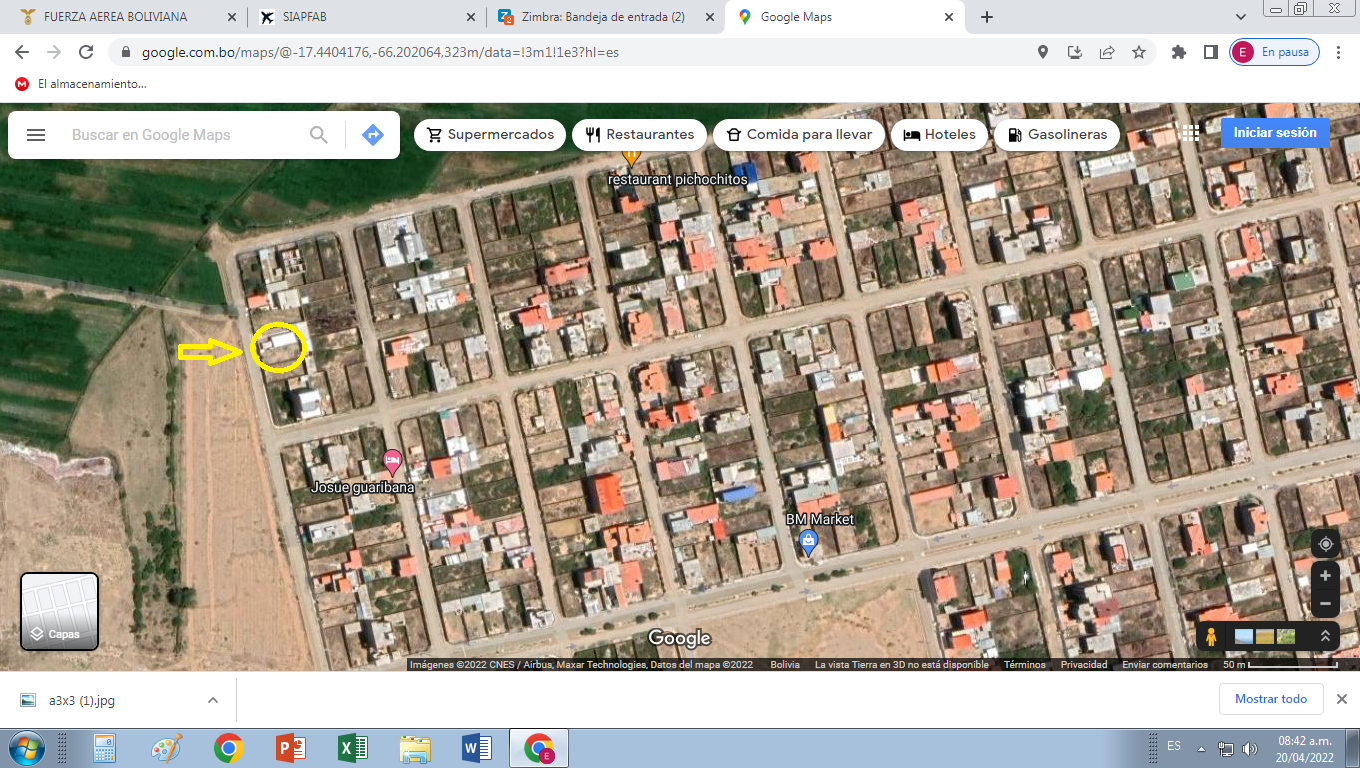 FUERZA AEREA BOLIVIANA
SIAPFAB
Zimbra: Bandeja de entrada (2)
Google Maps
google.com.bo/maps/@-17.4404176,-66.202064,323m/data=!3m1!1e3?hl=es
E
En pausa
M
El almacenamiento...
Buscar en Google Maps
Supermercados
Restaurantes
Comida para llevar
Hoteles
Gasolineras
Iniciar sesión
restaurant pichochitos
Josue guaribana
BM Market
Capas
Google
Imágenes ©2022 CNES / Airbus, Maxar Technologies, Datos del mapa ©2022
Bolivia
La vista Tierra en 3D no está disponible
Términos
Privacidad
Enviar comentarios
50 m
a3x3 (1).jpg
Mostrar todo
ES
08:42 a.m.
20/04/2022